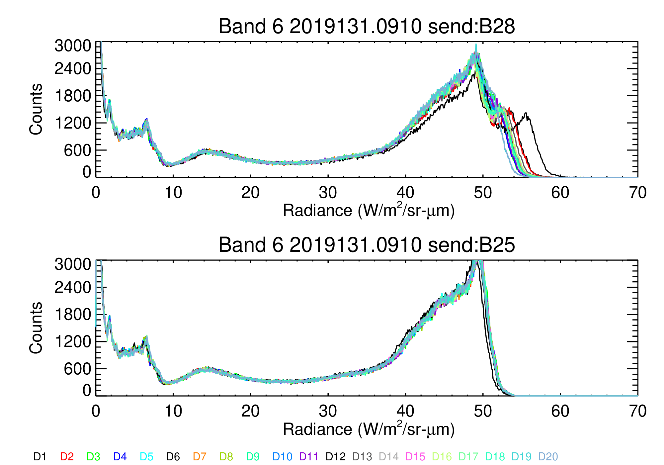 Band 6 2019131.0910 send:B28
3000
2400
1800
1200
600
0
Counts
0 10 20 30 40 50 60 70
Radiance (W/m²/sr-μm)
Band 6 2019131.0910 send:B25
3000
2400
1800
1200
600
0
Counts
0 10 20 30 40 50 60 70
Radiance (W/m²/sr-μm)
D1 D2 D3 D4 D5 D6 D7 D8 D9 D10 D11 D12 D13 D14 D15 D16 D17 D18 D19 D20